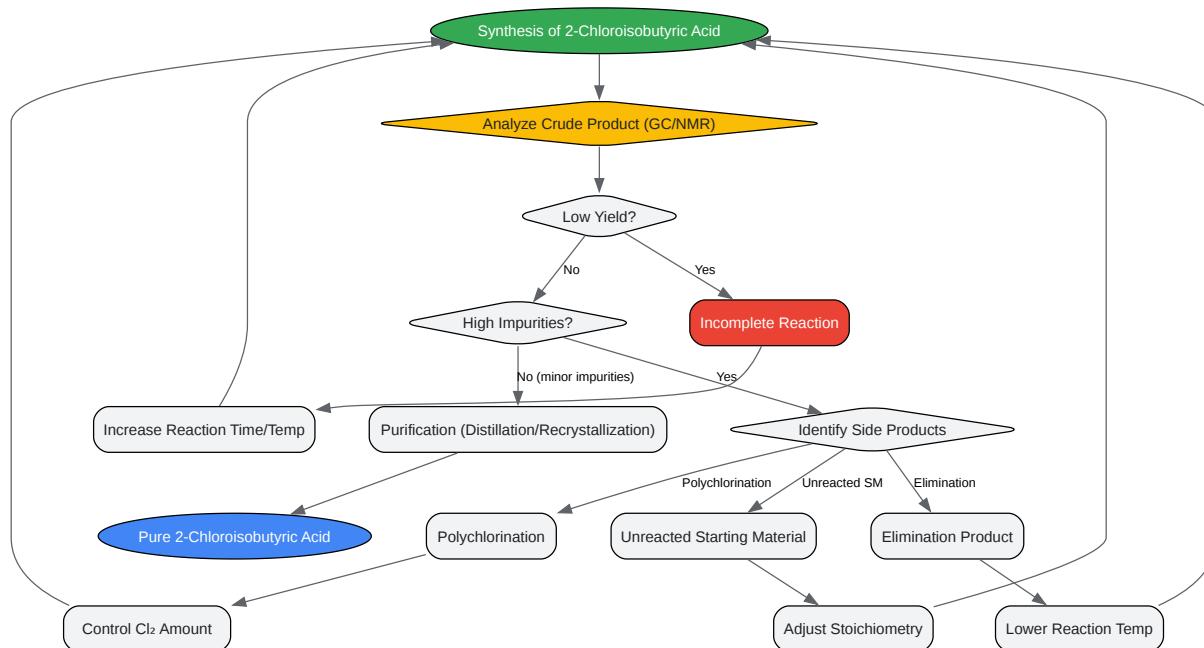 Synthesis of 2-Chloroisobutyric Acid
Analyze Crude Product (GC/NMR)
Low Yield?
No
Yes
High Impurities?
Incomplete Reaction
No (minor impurities)
Yes
Increase Reaction Time/Temp
Purification (Distillation/Recrystallization)
Identify Side Products
Polychlorination
Unreacted SM
Elimination
Pure 2-Chloroisobutyric Acid
Polychlorination
Unreacted Starting Material
Elimination Product
Control Cl₂ Amount
Adjust Stoichiometry
Lower Reaction Temp